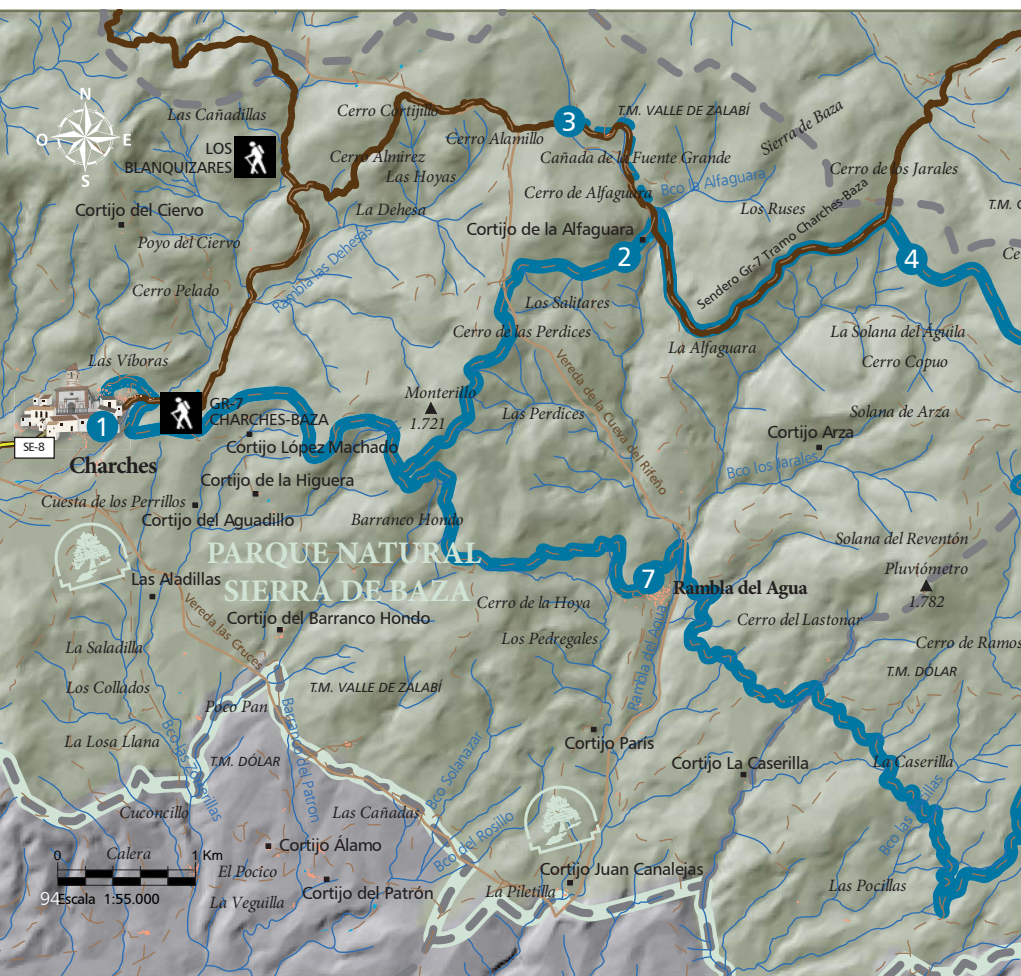 N
O
E
S
Las Cañadillas
LOS
BLANQUIZARES
Cerro Cortijillo
Cerro Almirez
Las Hoyas
Cerro Alamillo
3
T.M. VALLE DE ZALABÍ
Sierra de Baza
Cañada de la Fuente Grande
Cerro de los Jarales
Cerro de Alfaguara
Bco la Alfaguara
Cortijo del Ciervo
La Dehesa
Los Ruses
Poyo del Ciervo
Cortijo de la Alfaguara
2
4
Rambla las Dehesas
Sendero Gr-7 Tramo Charches-Baza
Cerro Pelado
Los Salitares
Cerro de las Perdices
La Solana del Águila
La Alfaguara
Cerro Copuo
Las Víboras
Vereda de la Cueva del Rifeño
Monterillo
1.721
GR-7
CHARCHES-BAZA
Las Perdices
Solana de Arza
1
Cortijo Arza
SE-8
Cortijo López Machado
Charches
Bco los Jarales
Cortijo de la Higuera
Cuesta de los Perrillos
Cortijo del Aguadillo
Barranco Hondo
Solana del Reventón
PARQUE NATURAL
SIERRA DE BAZA
Pluviómetro
1.782
Las Aladillas
7
Rambla del Agua
Cerro de la Hoya
Vereda las Cruces
Cortijo del Barranco Hondo
Cerro del Lastonar
Los Pedregales
La Saladilla
Cerro de Ramos
Rambla del Agua
T.M. DÓLAR
Los Collados
T.M. VALLE DE ZALABÍ
Poco Pan
Barranco del Patron
La Losa Llana
Cortijo París
T.M. DÓLAR
Cortijo La Caserilla
La Caserilla
Bco Solanazar
Cuconcillo
Las Cañadas
Bco del Rosillo
Bco las
0
1 Km
Calera
Cortijo Álamo
El Pocico
Cortijo Juan Canalejas
Cortijo del Patrón
La Piletilla
Las Pocillas
94
Escala 1:55.000
La Veguilla